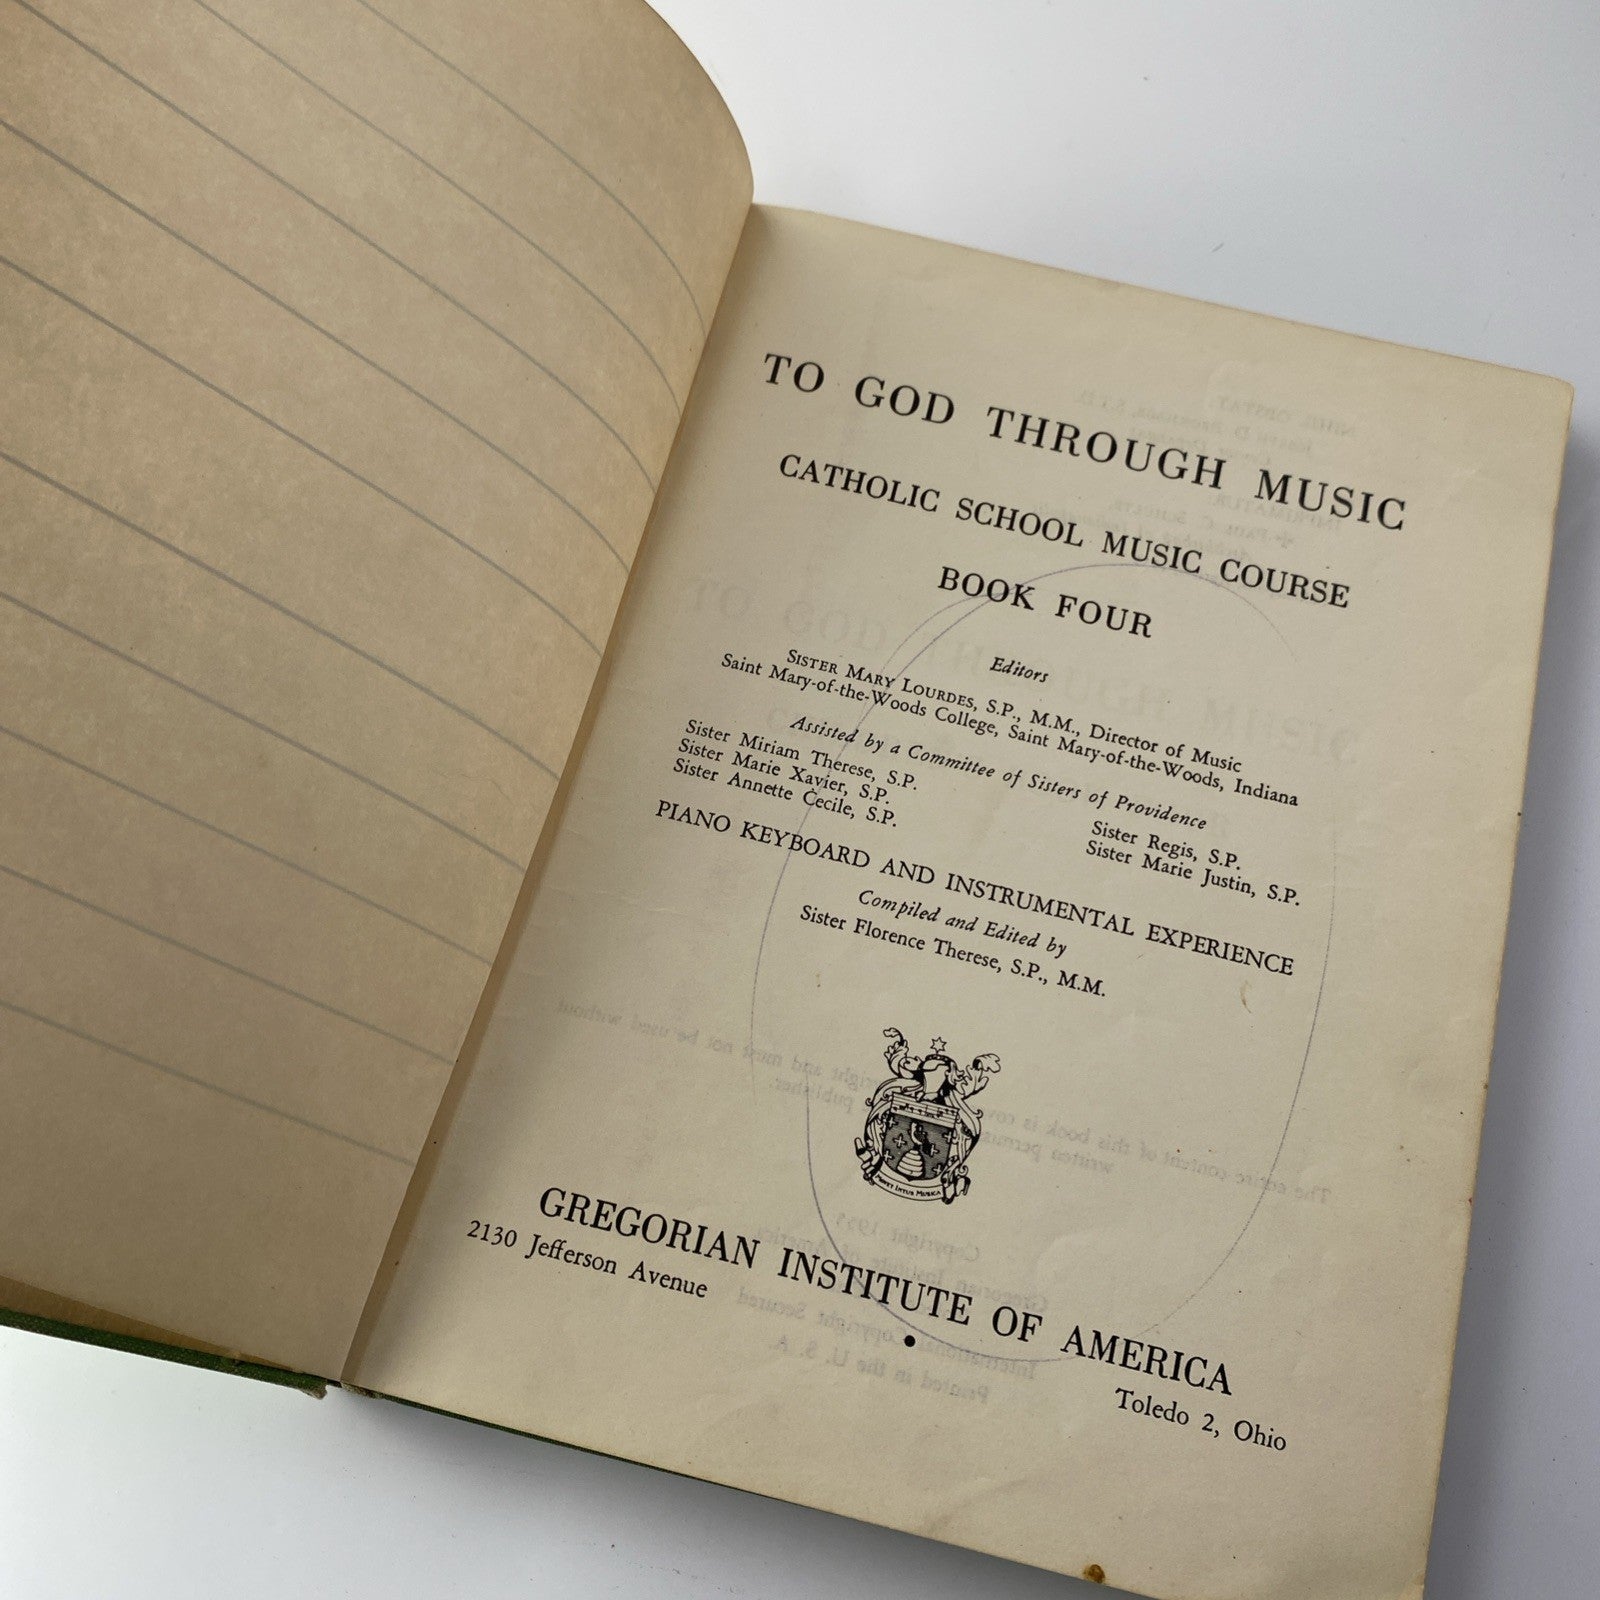 TO GOD THROUGH MUSIC
CATHOLIC SCHOOL MUSIC COURSE
BOOK FOUR
Editors
SISTER MARY LOURDES, S.P., M.M., Director of Music
Saint Mary-of-the-Woods College, Saint Mary-of-the-Woods, Indiana
Assisted by a Committee of Sisters of Providence
Sister Miriam Therese, S.P.
Sister Marie Xavier, S.P.
Sister Annette Cecile, S.P.
Sister Regis, S.P.
Sister Marie Justin, S.P.
PIANO KEYBOARD AND INSTRUMENTAL EXPERIENCE
Compiled and Edited by
Sister Florence Therese, S.P., M.M.
GREGORIAN INSTITUTE OF AMERICA
2130 Jefferson Avenue
•
Toledo 2, Ohio